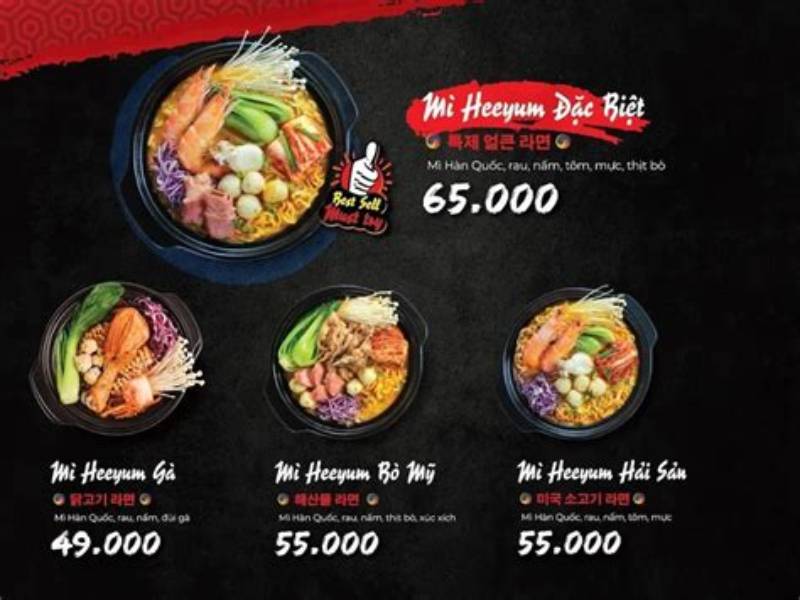 Mì Heeyum Đặc Biệt
특제 얼큰 라면
Mì Hàn Quốc, rau, nấm, tôm, mực, thịt bò
65.000
Best Sell
Must try
Mì Heeyum Gà
닭고기 라면
Mì Hàn Quốc, rau, nấm, đùi gà
49.000
Mì Heeyum Bò Mỹ
해산물 라면
Mì Hàn Quốc, rau, nấm, thịt bò, xúc xích
55.000
Mì Heeyum Hải Sản
미국 소고기 라면
Mì Hàn Quốc, rau, nấm, tôm, mực
55.000